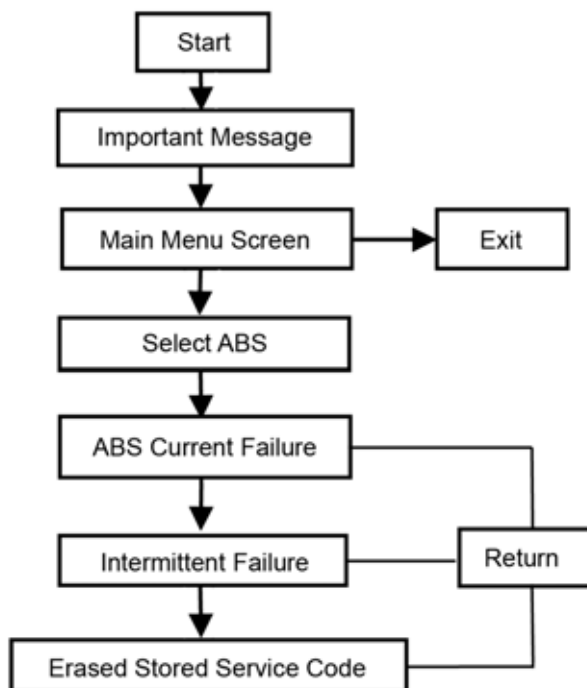 Start
Important Message
Main Menu Screen
Exit
Select ABS
ABS Current Failure
Intermittent Failure
Return
Erased Stored Service Code